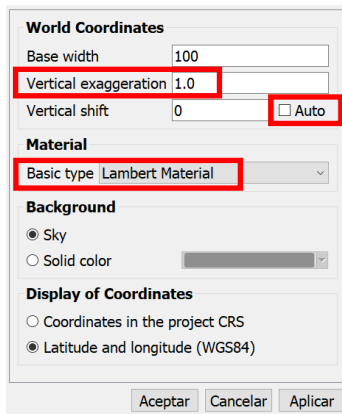 World Coordinates
Base width 100
Vertical exaggeration 1.0
Vertical shift 0 Auto
Material
Basic type Lambert Material
Background
Sky
Solid color
Display of Coordinates
Coordinates in the project CRS
Latitude and longitude (WGS84)
Aceptar Cancelar Aplicar